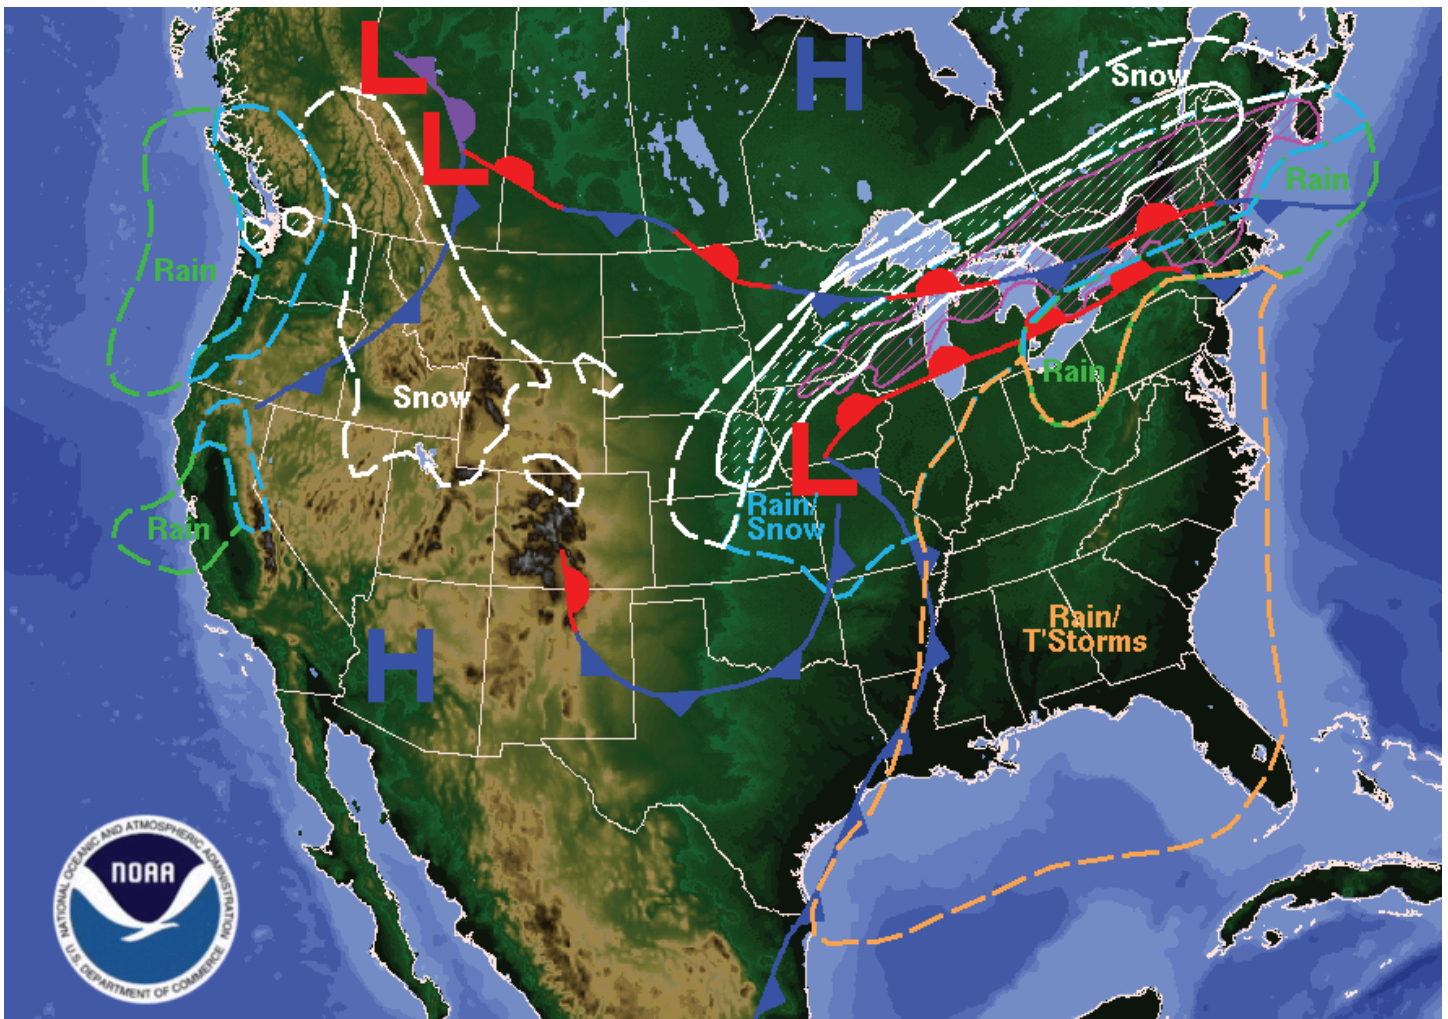 L
H
Snow
L
Rain
Rain
Snow
Rain
L
Rain/
Snow
Rain
Rain/
T'Storms
H
NATIONAL OCEANIC AND ATMOSPHERIC ADMINISTRATION
NOAA
U.S. DEPARTMENT OF COMMERCE